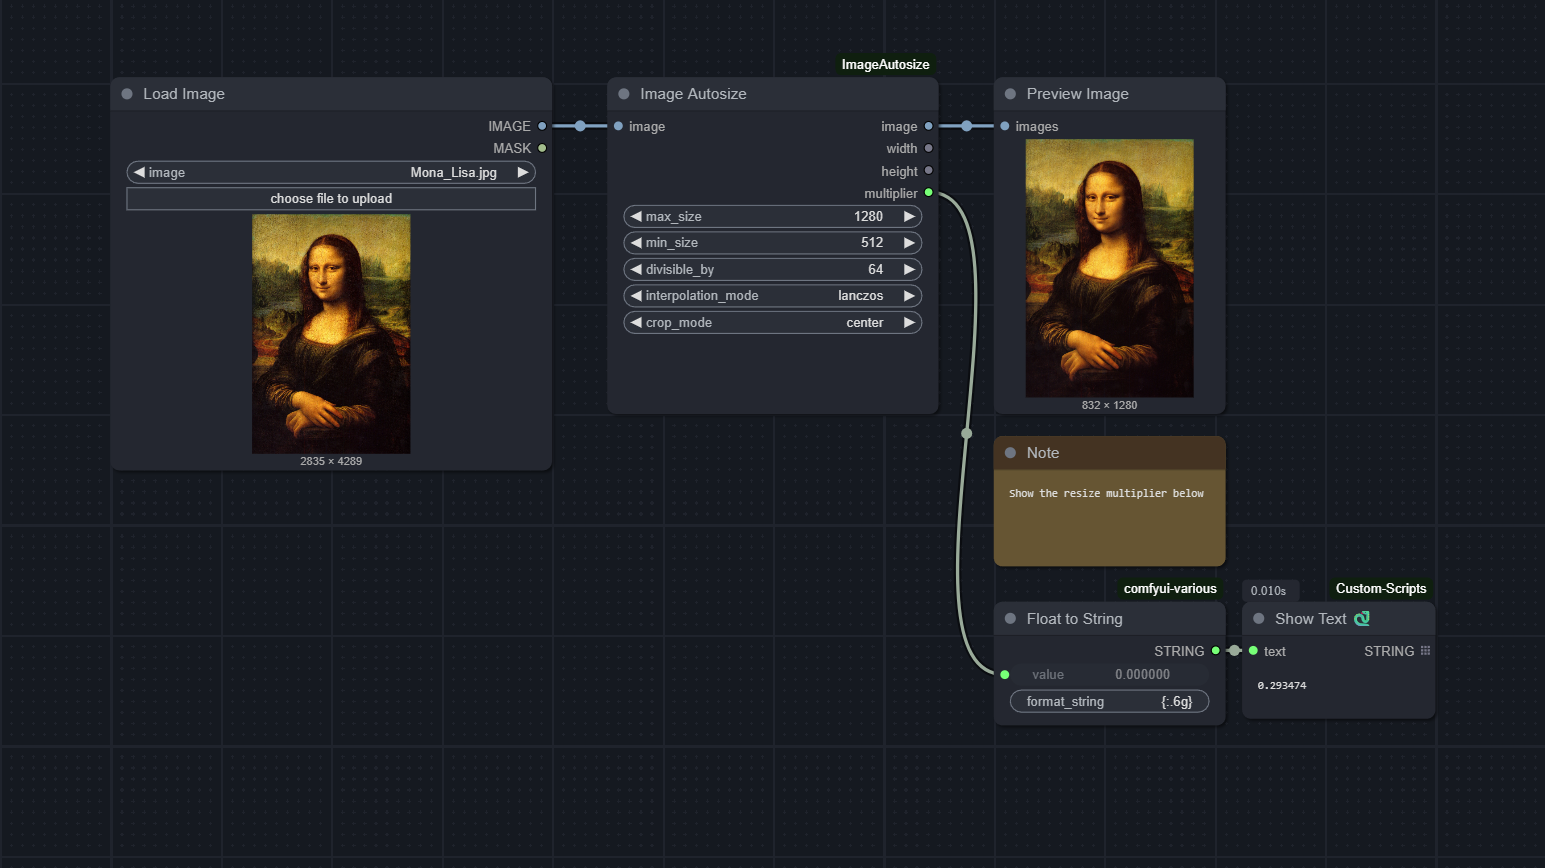 Load Image
IMAGE
MASK
image Mona_Lisa.jpg
choose file to upload
2835 × 4289
ImageAutosize
Image Autosize
image image
width
height
multiplier
max_size 1280
min_size 512
divisible_by 64
interpolation_mode lanczos
crop_mode center
Preview Image
images
832 × 1280
Note
Show the resize multiplier below
comfyui-various
Float to String
STRING
value 0.000000
format_string {:.6g}
0.010s
Custom-Scripts
Show Text
text STRING
0.293474